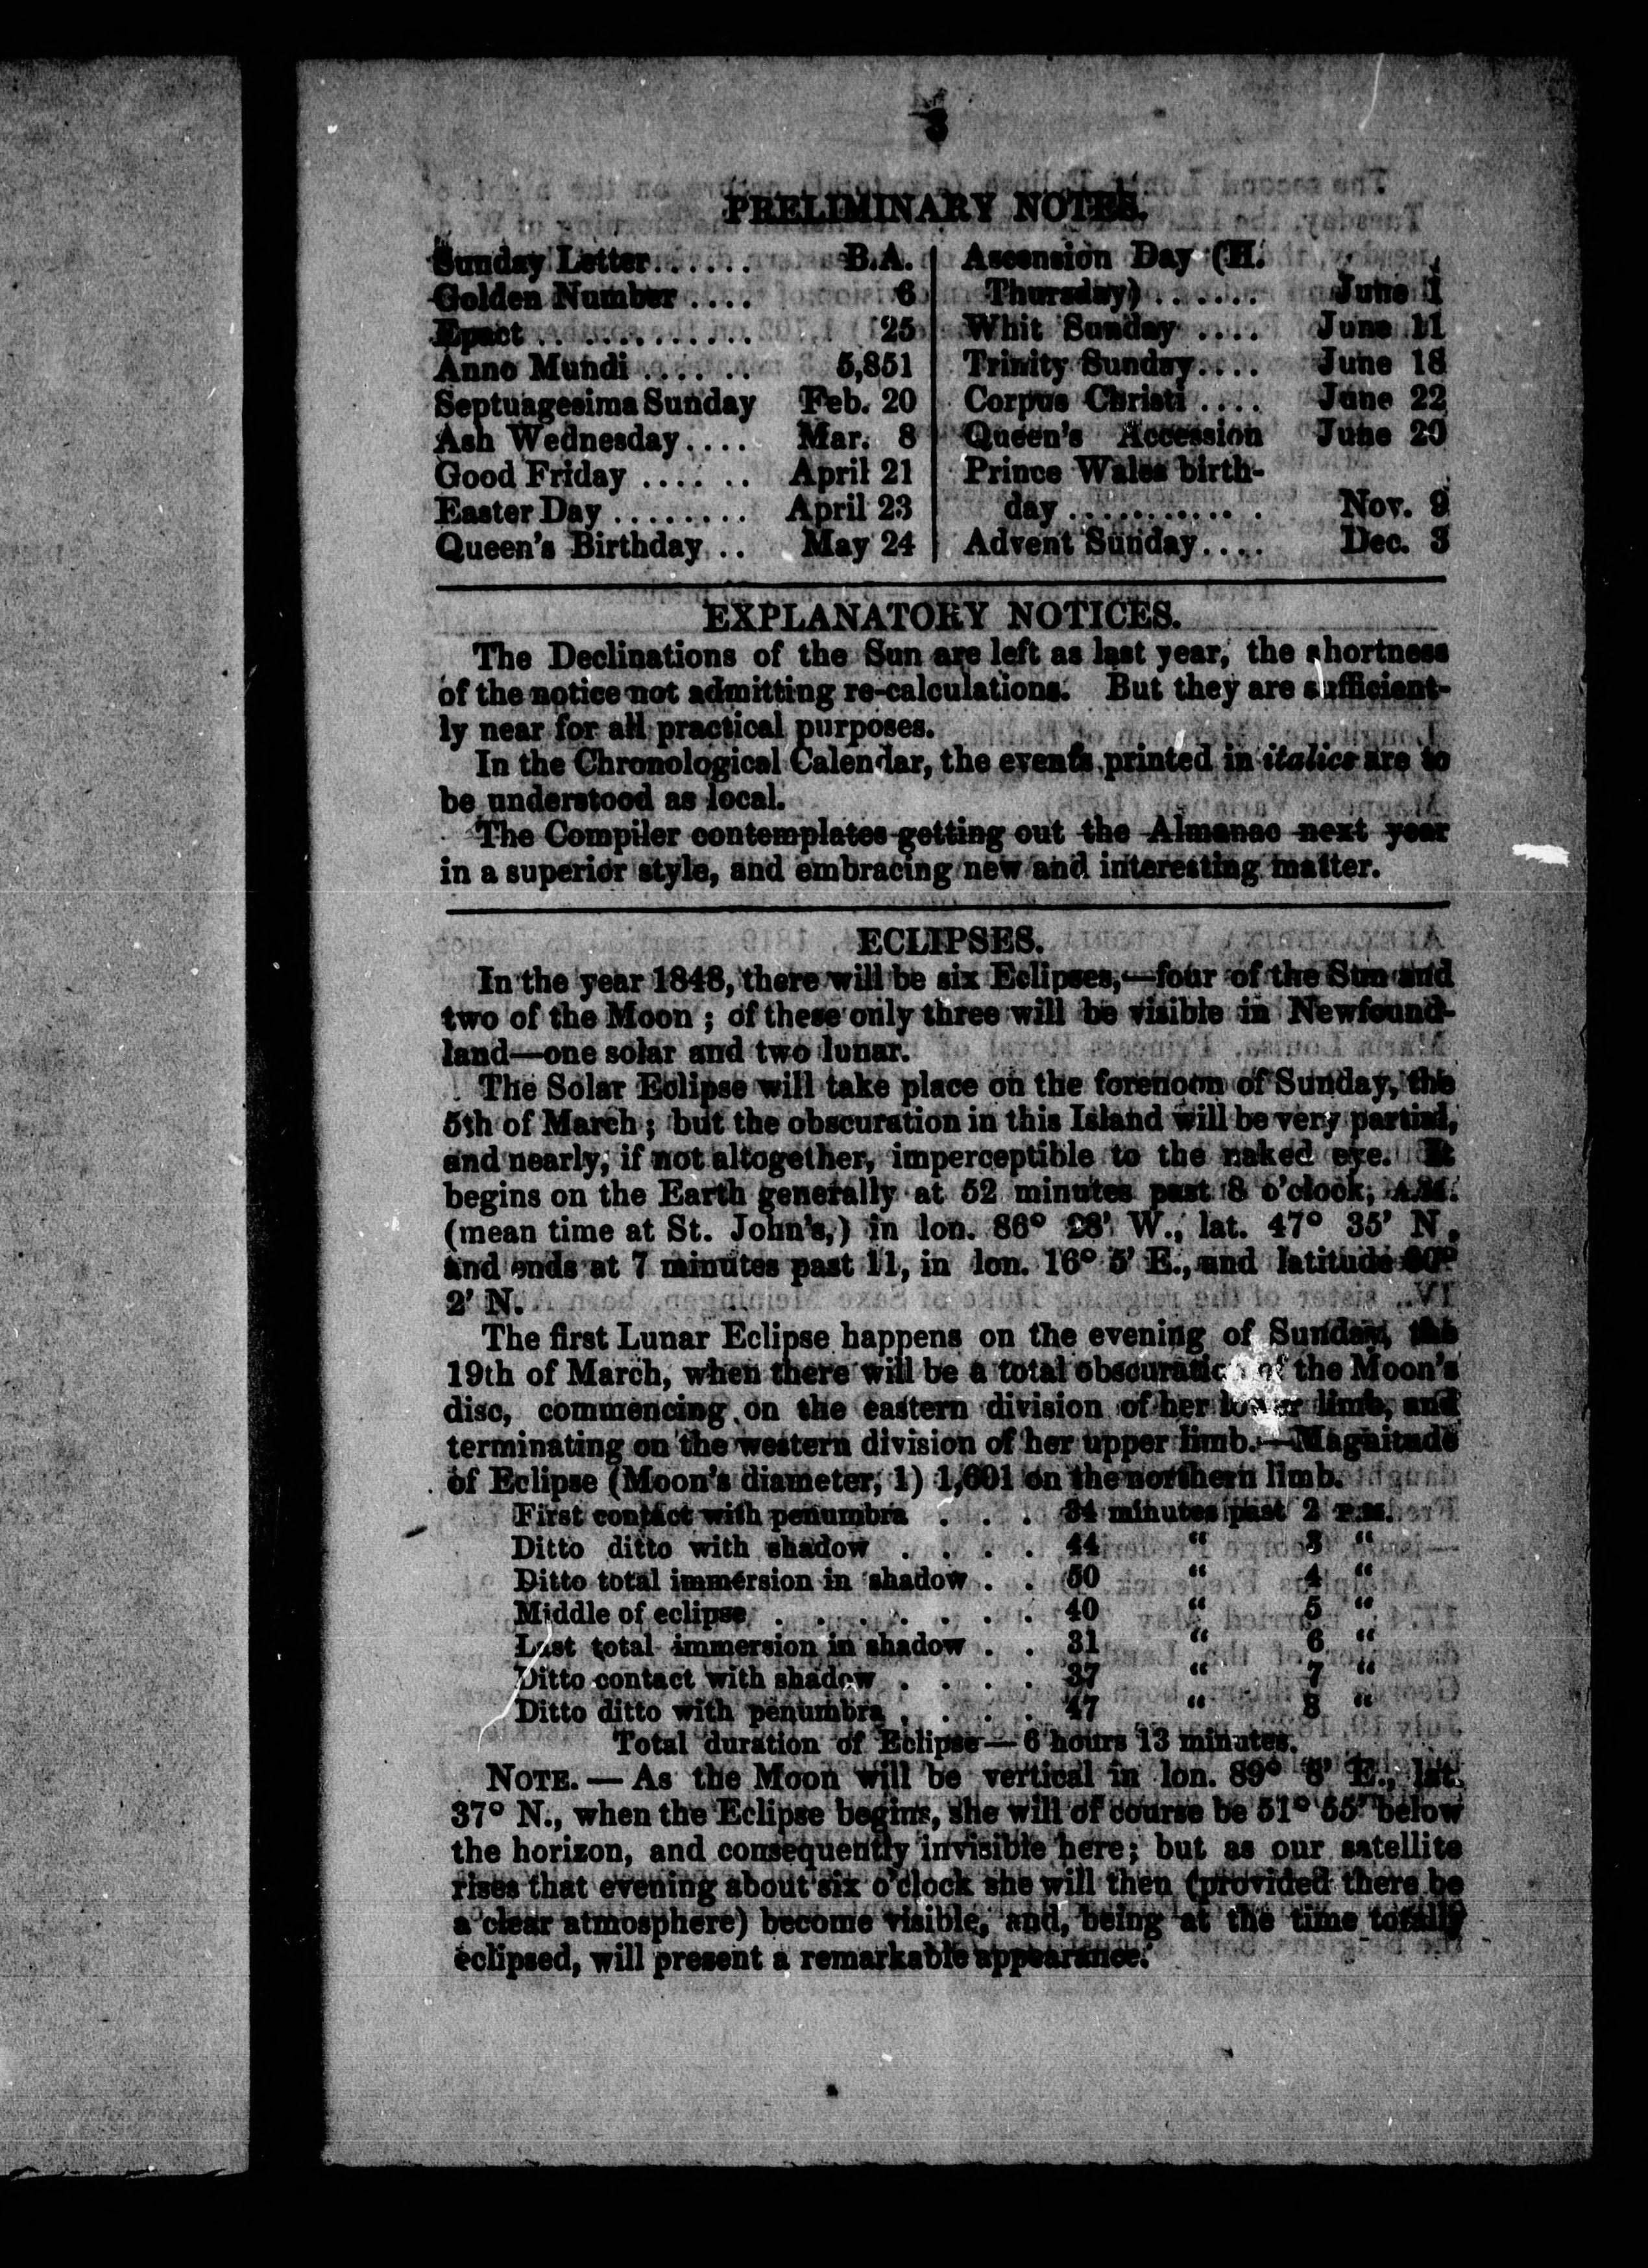 3
PRELIMINARY NOTES.
Sunday Letter...... B.A.
Golden Number .... 6
Epact ............ 25
Anno Mundi ...... 5,851
Septuagesima Sunday Feb. 20
Ash Wednesday.... Mar. 8
Good Friday ...... April 21
Easter Day ........ April 23
Queen's Birthday .. May 24
Ascension Day (H.
Thursday) ....... June 1
Whit Sunday .... June 11
Trinity Sunday.... June 18
Corpus Christi .... June 22
Queen's Accession June 20
Prince Wales birth-
day ............ Nov. 9
Advent Sunday.... Dec. 3
EXPLANATORY NOTICES.
The Declinations of the Sun are left as last year, the shortness
of the notice not admitting re-calculations. But they are sufficient-
ly near for all practical purposes.
In the Chronological Calendar, the events printed in italics are to
be understood as local.
The Compiler contemplates getting out the Almanac next year
in a superior style, and embracing new and interesting matter.
ECLIPSES.
In the year 1848, there will be six Eclipses,—four of the Sun and
two of the Moon; of these only three will be visible in Newfound-
land—one solar and two lunar.
The Solar Eclipse will take place on the forenoon of Sunday, the
5th of March; but the obscuration in this Island will be very partial,
and nearly, if not altogether, imperceptible to the naked eye. It
begins on the Earth generally at 52 minutes past 8 o'clock, A.M.
(mean time at St. John's,) in lon. 86° 28' W., lat. 47° 35' N.
and ends at 7 minutes past 11, in lon. 16° 5' E., and latitude
2' N.
The first Lunar Eclipse happens on the evening of Sunday, the
19th of March, when there will be a total obscuration of the Moon's
disc, commencing on the eastern division of her lower limb, and
terminating on the western division of her upper limb.—Magnitude
of Eclipse (Moon's diameter, 1) 1,601 on the northern limb.
First contact with penumbra . . . 34 minutes past 2 P.M.
Ditto ditto with shadow . . . . 44 " 3 "
Ditto total immersion in shadow . . 50 " 4 "
Middle of eclipse . . . . . . . 40 " 5 "
Last total immersion in shadow . . 31 " 6 "
Ditto contact with shadow . . . . 37 " 7 "
Ditto ditto with penumbra . . . . 47 " 8 "
Total duration of Eclipse—6 hours 13 minutes.
NOTE.—As the Moon will be vertical in lon. 89° 8' E., lat.
37° N., when the Eclipse begins, she will of course be 51° 55' below
the horizon, and consequently invisible here; but as our satellite
rises that evening about six o'clock she will then (provided there be
a clear atmosphere) become visible, and, being at the time totally
eclipsed, will present a remarkable appearance.